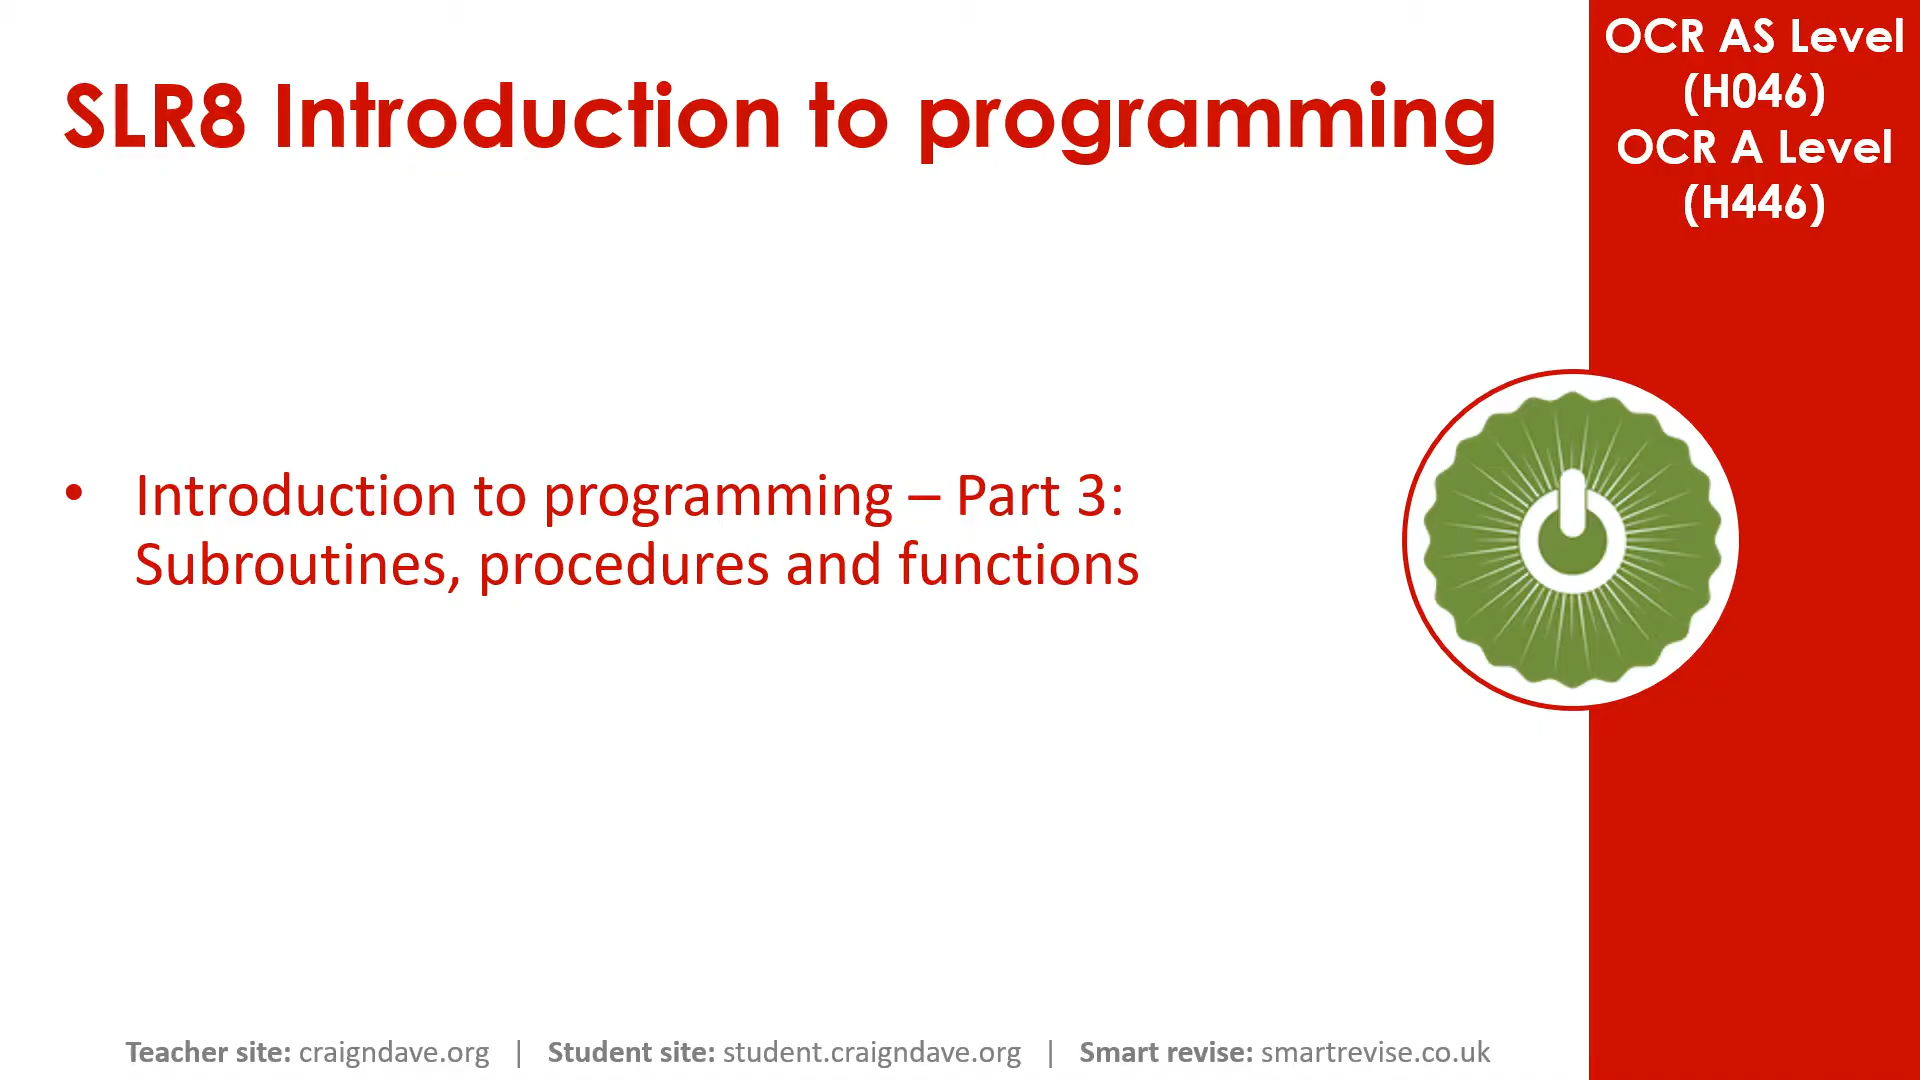 SLR8 Introduction to programming
OCR AS Level
(H046)
OCR A Level
(H446)
• Introduction to programming – Part 3:
Subroutines, procedures and functions
Teacher site: craigndave.org | Student site: student.craigndave.org | Smart revise: smartrevise.co.uk